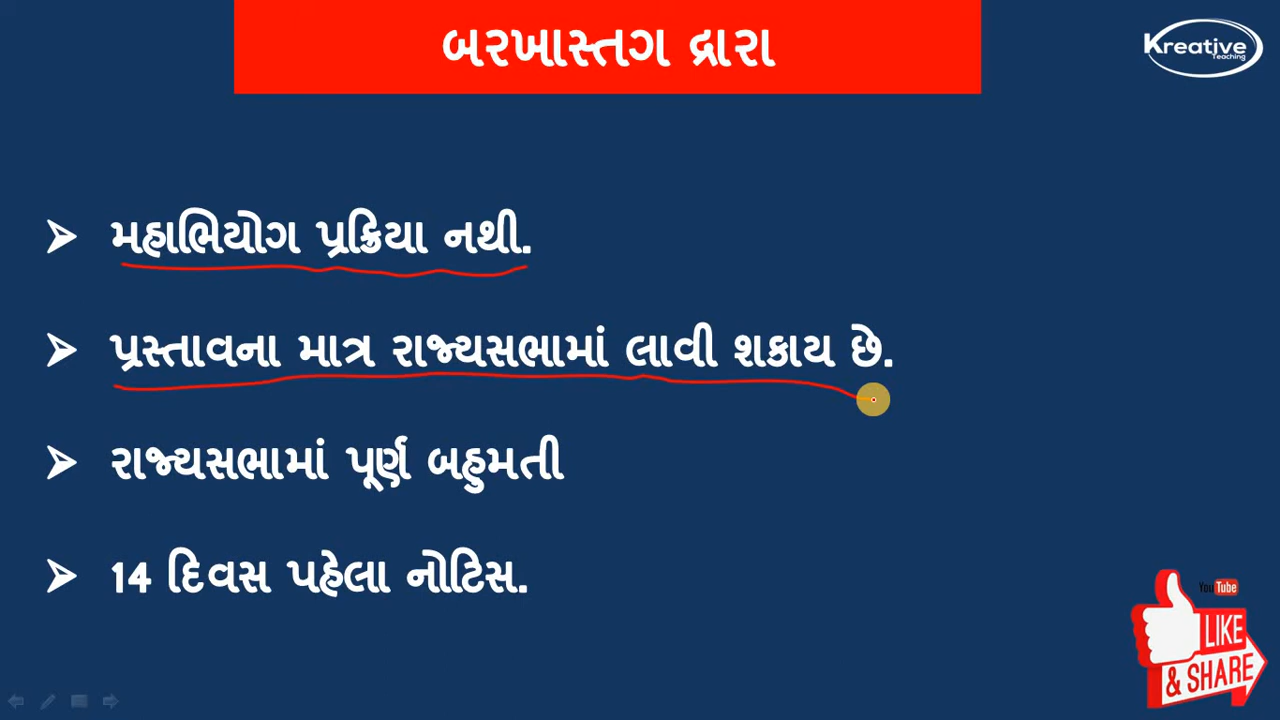 બરખાસ્તગ દ્રારા
Kreative
Teaching
મહાભિયોગ પ્રક્રિયા નથી.
પ્રસ્તાવના માત્ર રાજ્યસભામાં લાવી શકાય છે.
રાજ્યસભામાં પૂર્ણ બહુમતી
14 દિવસ પહેલા નોટિસ.
YouTube
LIKE
& SHARE